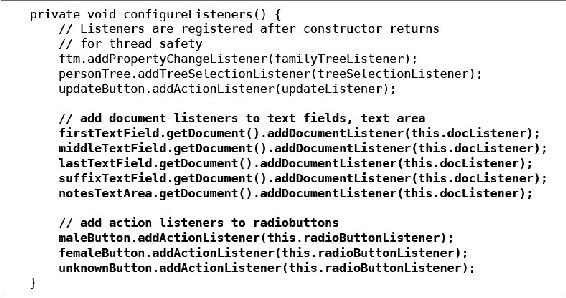 private void configureListeners() {
// Listeners are registered after constructor returns
// for thread safety
ftm.addPropertyChangeListener(familyTreeListener);
personTree.addTreeSelectionListener(treeSelectionListener);
updateButton.addActionListener(updateListener);
// add document listeners to text fields, text area
firstTextField.getDocument().addDocumentListener(this.docListener);
middleTextField.getDocument().addDocumentListener(this.docListener);
lastTextField.getDocument().addDocumentListener(this.docListener);
suffixTextField.getDocument().addDocumentListener(this.docListener);
notesTextArea.getDocument().addDocumentListener(this.docListener);
// add action listeners to radiobuttons
maleButton.addActionListener(this.radioButtonListener);
femaleButton.addActionListener(this.radioButtonListener);
unknownButton.addActionListener(this.radioButtonListener);
}